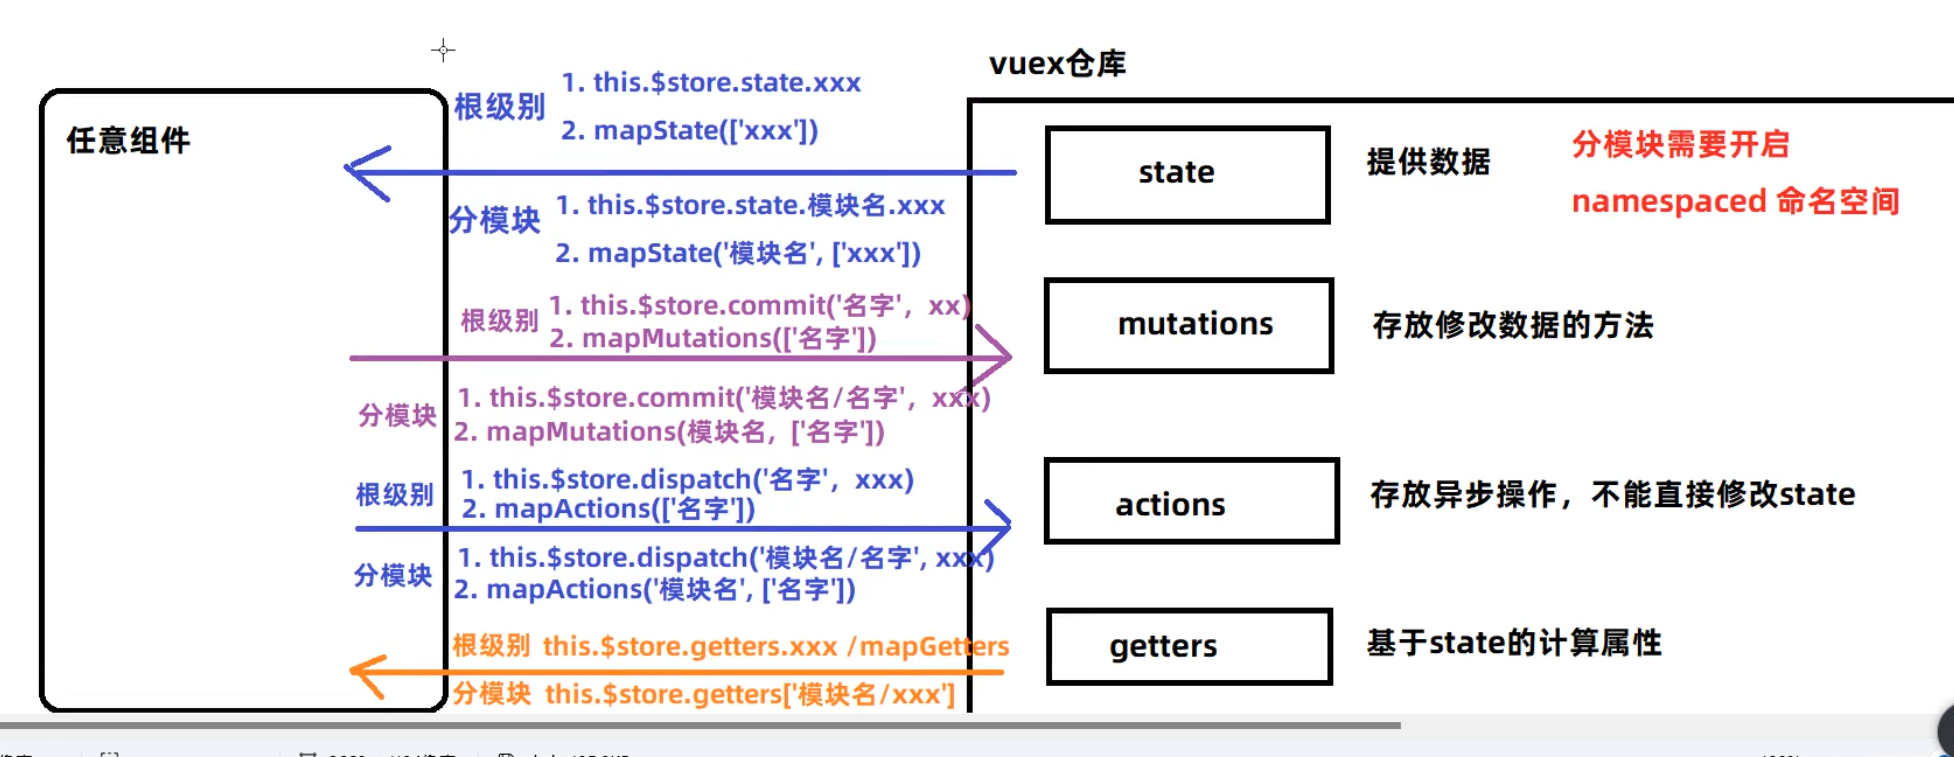 vuex仓库
任意组件
根级别
1. this.$store.state.xxx
2. mapState(['xxx'])
state
提供数据
分模块需要开启
namespaced 命名空间
分模块
1. this.$store.state.模块名.xxx
2. mapState('模块名', ['xxx'])
根级别
1. this.$store.commit('名字', xx)
2. mapMutations(['名字'])
mutations
存放修改数据的方法
分模块
1. this.$store.commit('模块名/名字', xxx)
2. mapMutations(模块名, ['名字'])
根级别
1. this.$store.dispatch('名字', xxx)
2. mapActions(['名字'])
actions
存放异步操作，不能直接修改state
分模块
1. this.$store.dispatch('模块名/名字', xxx)
2. mapActions('模块名', ['名字'])
根级别 this.$store.getters.xxx /mapGetters
getters
基于state的计算属性
分模块 this.$store.getters['模块名/xxx']